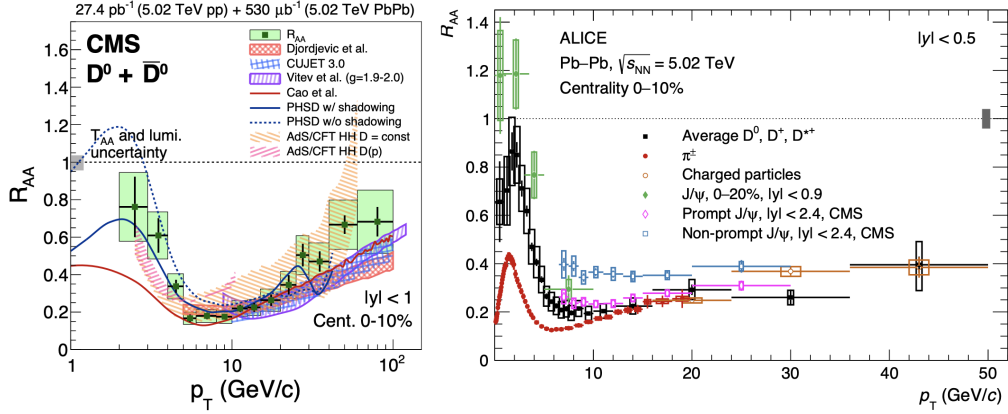 27.4 pb⁻¹ (5.02 TeV pp) + 530 μb⁻¹ (5.02 TeV PbPb)
CMS
D⁰ + D̅⁰
R_AA
Djordjevic et al.
CUJET 3.0
Vitev et al. (g=1.9-2.0)
Cao et al.
PHSD w/ shadowing
PHSD w/o shadowing
AdS/CFT HH D = const
AdS/CFT HH D(p)
T_AA and lumi.
uncertainty
|y| < 1
Cent. 0-10%
R_AA
1.6
1.4
1.2
1
0.8
0.6
0.4
0.2
0
1
10
10²
p_T (GeV/c)
R_AA
ALICE
|y| < 0.5
Pb–Pb, √s_NN = 5.02 TeV
Centrality 0–10%
Average D⁰, D⁺, D*⁺
π±
Charged particles
J/ψ, 0–20%, |y| < 0.9
Prompt J/ψ, |y| < 2.4, CMS
Non-prompt J/ψ, |y| < 2.4, CMS
1.4
1.2
1
0.8
0.6
0.4
0.2
0
10
20
30
40
50
p_T (GeV/c)